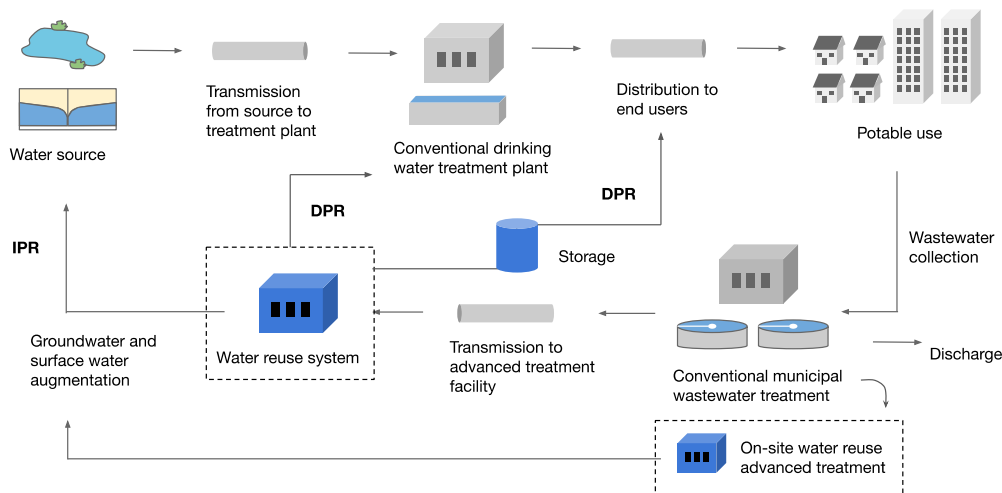 Water source
Transmission
from source to
treatment plant
Conventional drinking
water treatment plant
Distribution to
end users
Potable use
IPR
DPR
DPR
Storage
Wastewater
collection
Groundwater and
surface water
augmentation
Water reuse system
Transmission to
advanced treatment
facility
Conventional municipal
wastewater treatment
Discharge
On-site water reuse
advanced treatment